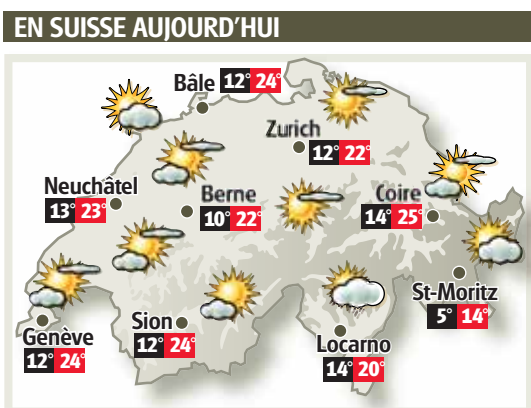 EN SUISSE AUJOURD'HUI
Bâle 12° 24°
Zurich
12° 22°
Neuchâtel
13° 23°
Berne
10° 22°
Coire
14° 25°
St-Moritz
5° 14°
Genève
12° 24°
Sion
12° 24°
Locarno
14° 20°